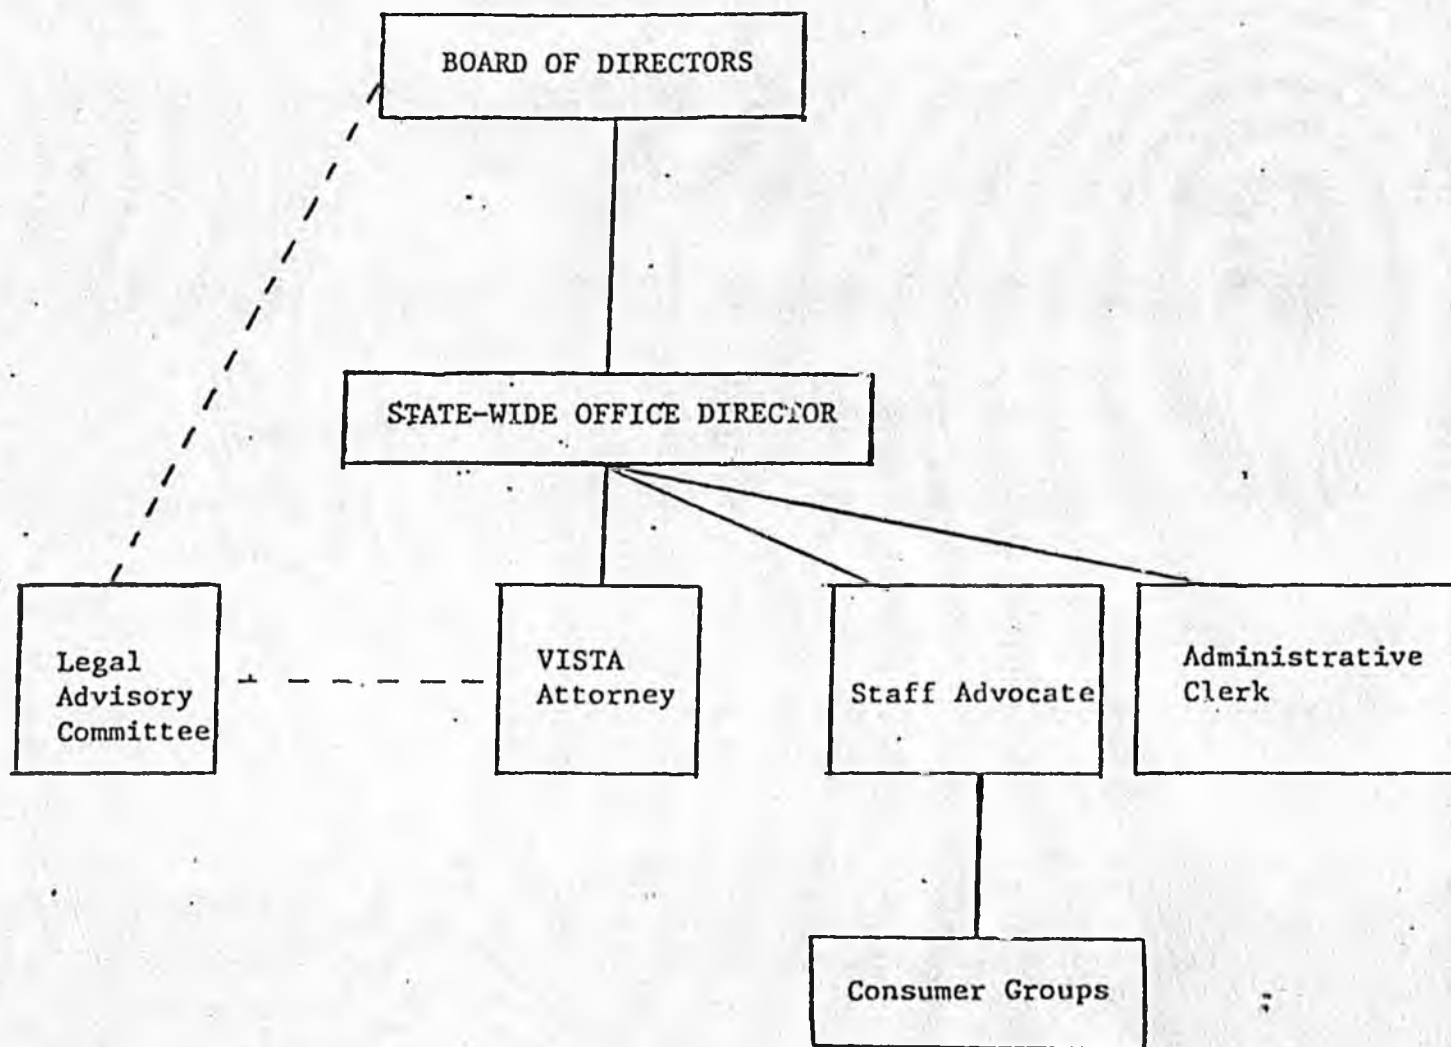 BOARD OF DIRECTORS
STATE-WIDE OFFICE DIRECTOR
Legal
Advisory
Committee
VISTA
Attorney
Staff Advocate
Administrative
Clerk
Consumer Groups